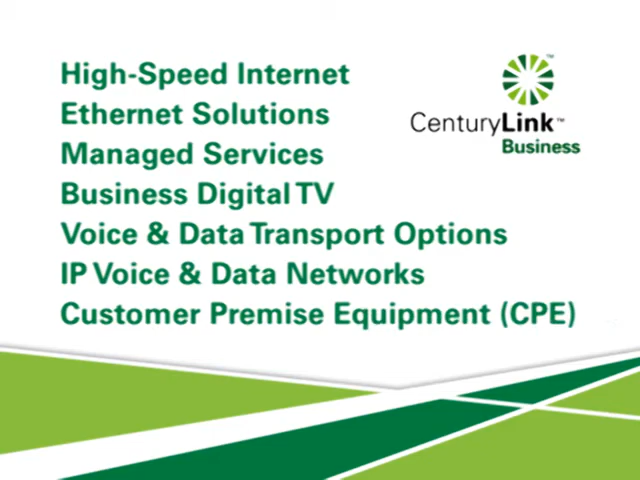 High-Speed Internet
Ethernet Solutions
Managed Services
Business Digital TV
Voice & Data Transport Options
IP Voice & Data Networks
Customer Premise Equipment (CPE)
CenturyLink™
Business